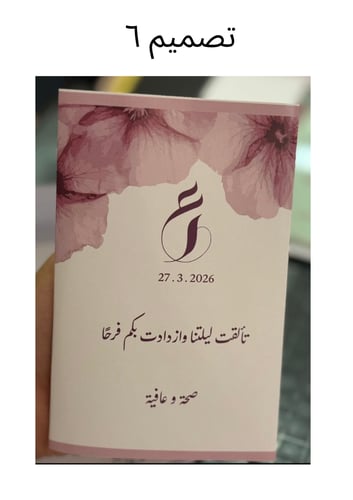 تصميم ٦
27.3.2026
تألقت ليلتنا وازدادت بكم فرحًا
صحة و عافية